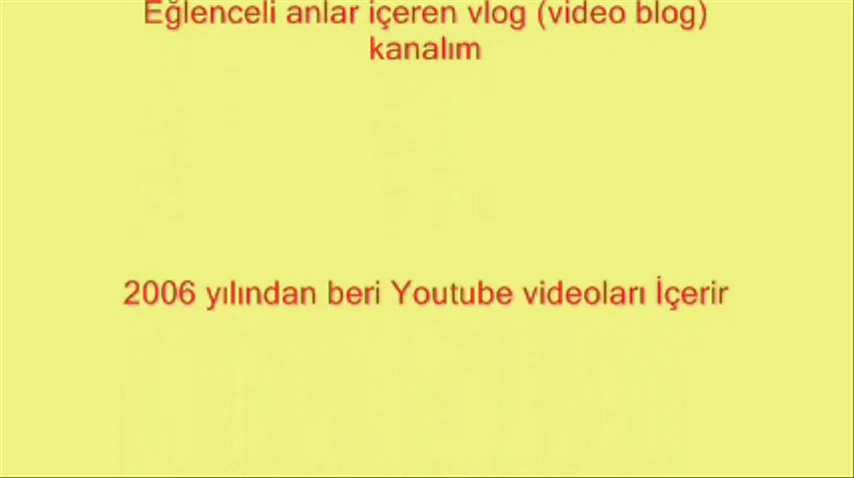 Eğlenceli anlar içeren vlog (video blog)
kanalım
2006 yılından beri Youtube videoları İçerir